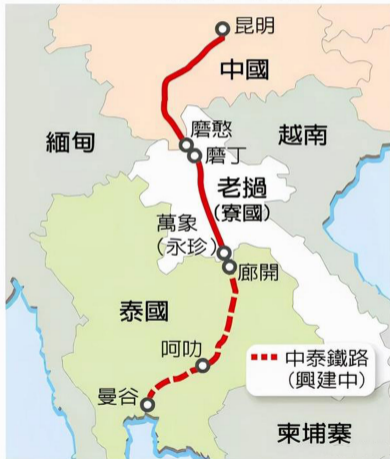 昆明
中國
緬甸
磨憨
越南
磨丁
老撾
(寮國)
萬象
(永珍)
廊開
泰國
呵叻
中泰鐵路
(興建中)
曼谷
柬埔寨